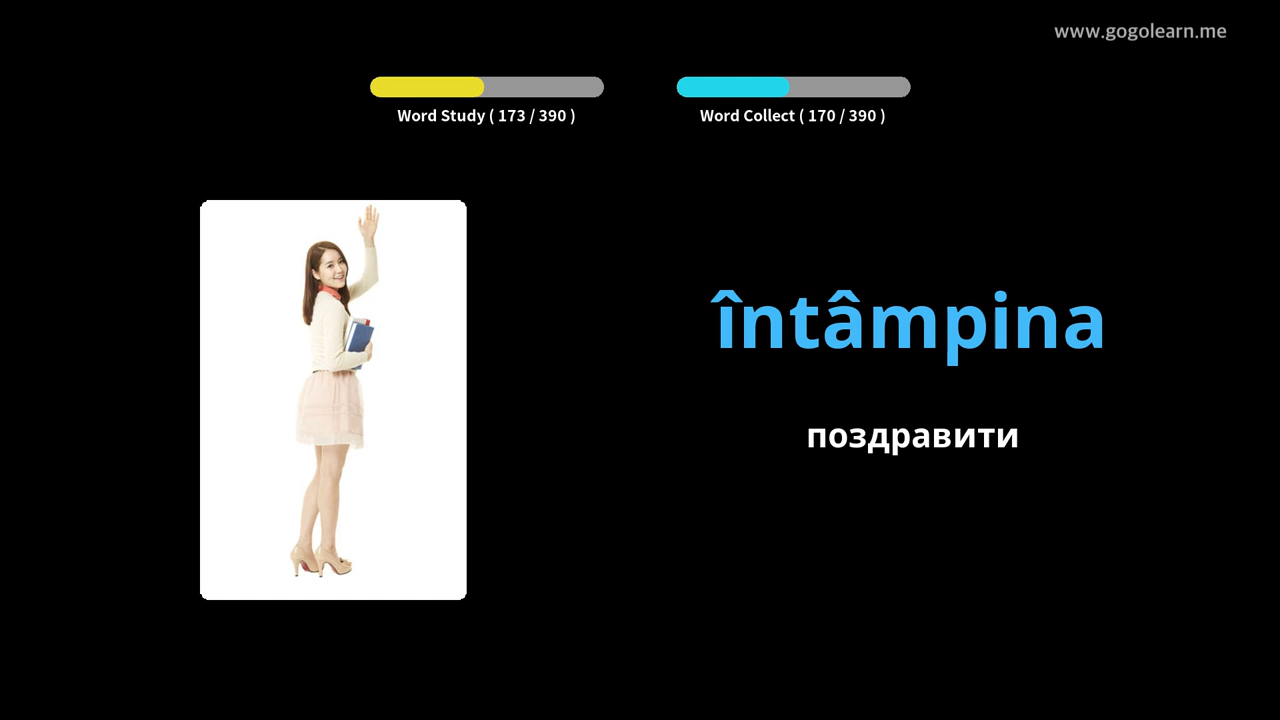 www.gogolearn.me
Word Study ( 173 / 390 )
Word Collect ( 170 / 390 )
întâmpina
поздравити